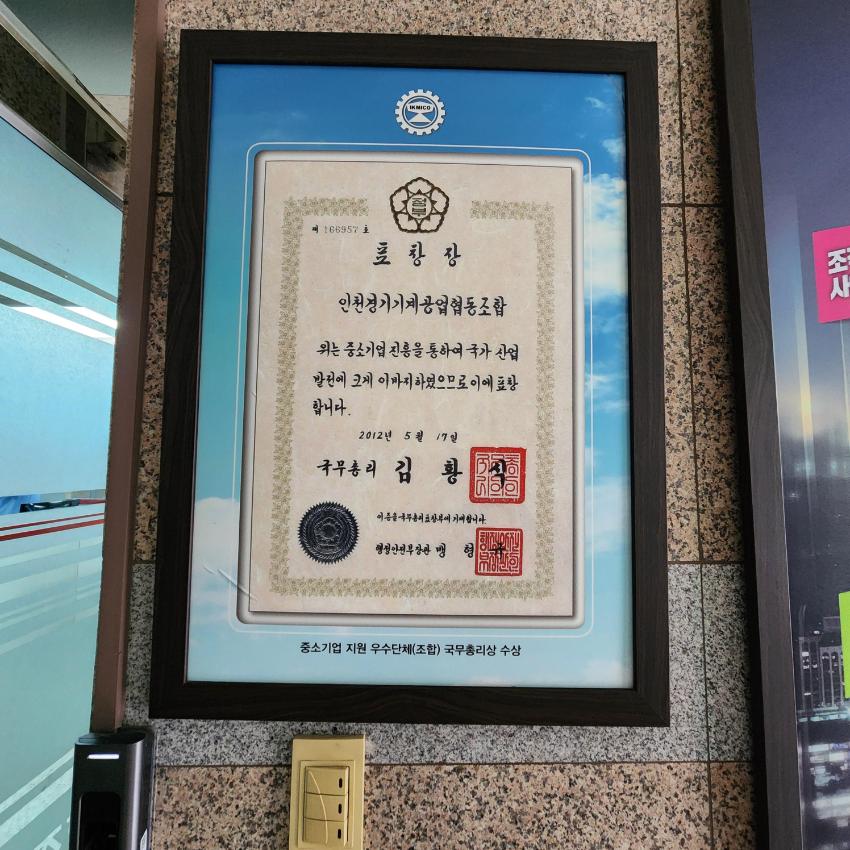 IKMICO
정부
제 166957 호
표창장
인천경기기계공업협동조합
위는 중소기업 진흥을 통하여 국가 산업
발전에 크게 이바지하였으므로 이에 표창
합니다.
2012년 5월 17일
국무총리 김황식
이 증을 국무총리표창부에 기재합니다.
행정안전부장관 맹형규
중소기업 지원 우수단체(조합) 국무총리상 수상
조
사